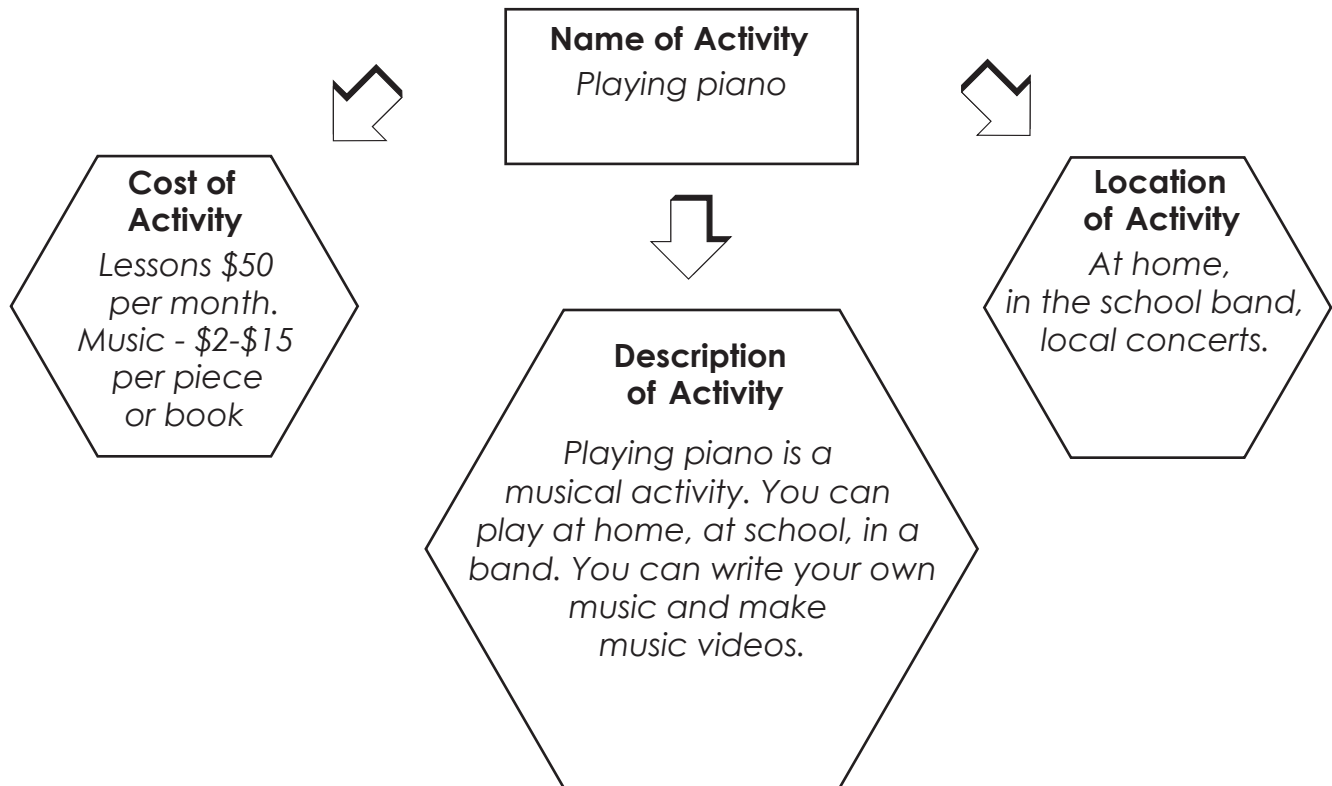 Name of Activity
Playing piano
Cost of
Activity
Lessons $50
per month.
Music - $2-$15
per piece
or book
Description
of Activity
Playing piano is a
musical activity. You can
play at home, at school, in a
band. You can write your own
music and make
music videos.
Location
of Activity
At home,
in the school band,
local concerts.